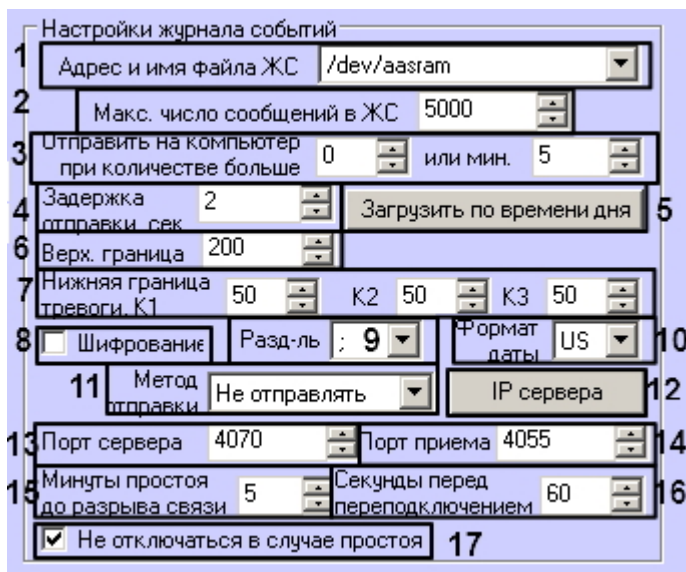 Настройки журнала событий
1 Адрес и имя файла ЖС /dev/aasram
2 Макс. число сообщений в ЖС 5000
3 Отправить на компьютер
при количестве больше 0 или мин. 5
4 Задержка
отправки, сек 2 Загрузить по времени дня 5
6 Верх. граница 200
7 Нижняя граница
тревоги, К1 50 К2 50 К3 50
8 Шифрование Разд-ль ; 9 Формат
даты US 10
11 Метод
отправки Не отправлять IP сервера 12
13 Порт сервера 4070 Порт приема 4055 14
15 Минуты простоя
до разрыва связи 5 Секунды перед
переподключением 60 16
Не отключаться в случае простоя 17